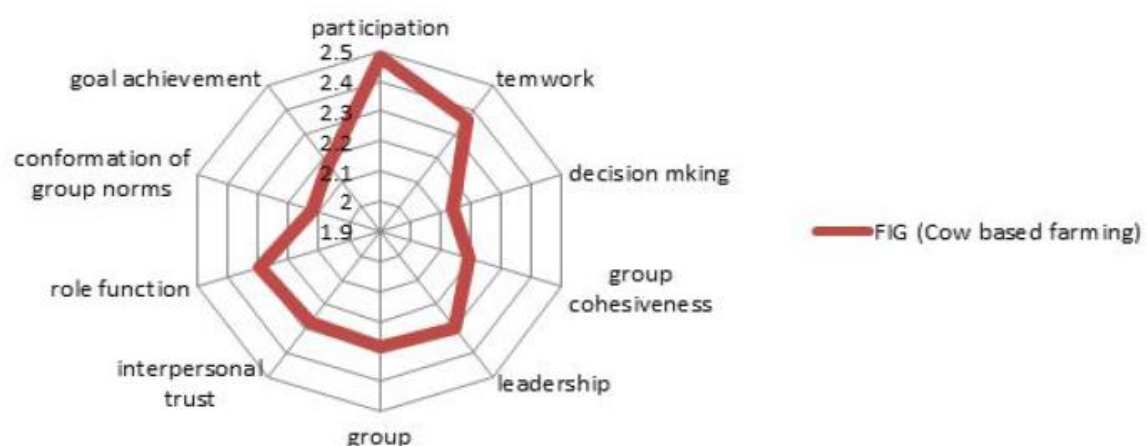 participation
2.5
goal achievement
temwork
2.4
2.3
2.2
conformation of
group norms
decision mking
2.1
2
1.9
FIG (Cow based farming)
role function
group
cohesiveness
interpersonal
trust
leadership
group